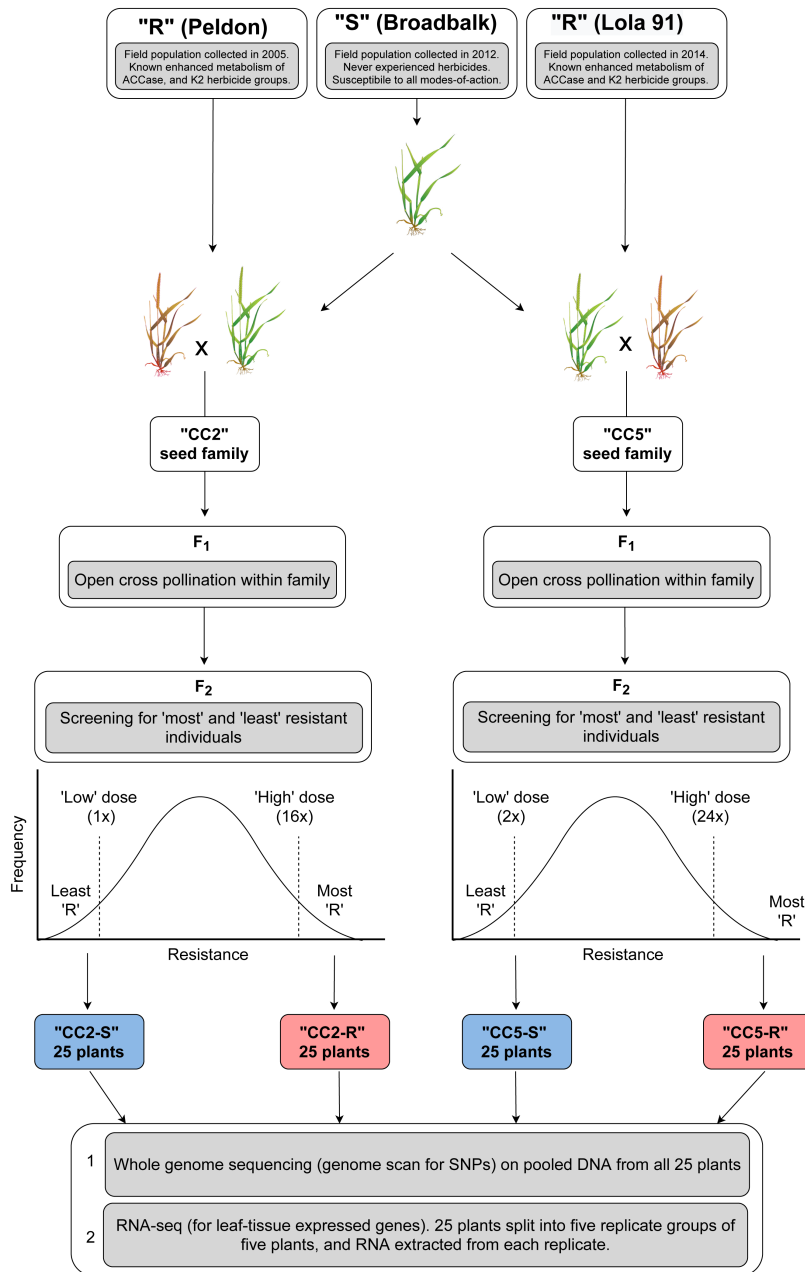 "R" (Peldon)
Field population collected in 2005.
Known enhanced metabolism of
ACCase, and K2 herbicide groups.
"S" (Broadbalk)
Field population collected in 2012.
Never experienced herbicides.
Susceptibile to all modes-of-action.
"R" (Lola 91)
Field population collected in 2014.
Known enhanced metabolism of
ACCase and K2 herbicide groups.
X
X
"CC2"
seed family
"CC5"
seed family
F1
Open cross pollination within family
F1
Open cross pollination within family
F2
Screening for 'most' and 'least' resistant
individuals
F2
Screening for 'most' and 'least' resistant
individuals
Frequency
'Low' dose
(1x)
'High' dose
(16x)
Least
'R'
Most
'R'
Resistance
'Low' dose
(2x)
'High' dose
(24x)
Least
'R'
Most
'R'
Resistance
"CC2-S"
25 plants
"CC2-R"
25 plants
"CC5-S"
25 plants
"CC5-R"
25 plants
1
Whole genome sequencing (genome scan for SNPs) on pooled DNA from all 25 plants
2
RNA-seq (for leaf-tissue expressed genes). 25 plants split into five replicate groups of
five plants, and RNA extracted from each replicate.